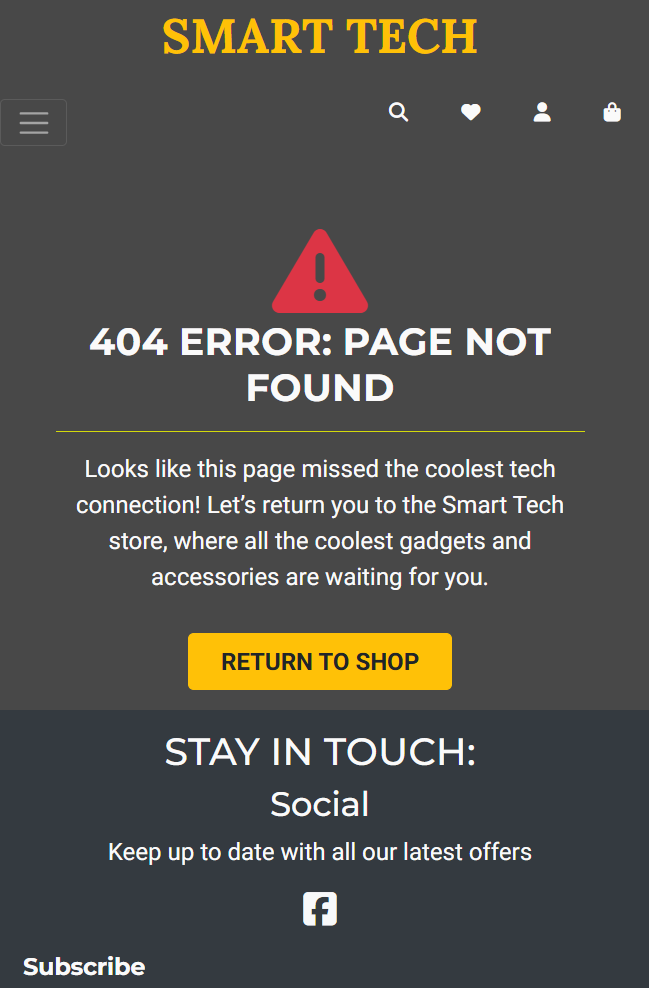 SMART TECH
404 ERROR: PAGE NOT
FOUND
Looks like this page missed the coolest tech
connection! Let’s return you to the Smart Tech
store, where all the coolest gadgets and
accessories are waiting for you.
RETURN TO SHOP
STAY IN TOUCH:
Social
Keep up to date with all our latest offers
Subscribe